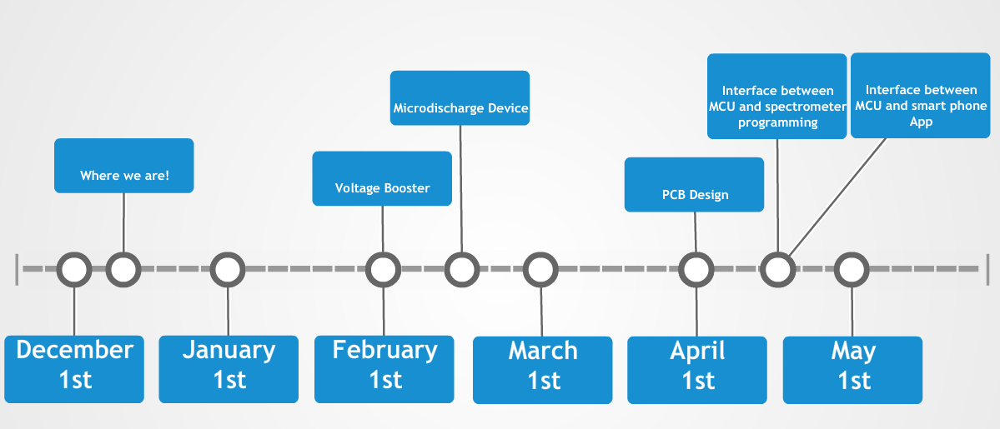 Where we are!
Voltage Booster
Microdischarge Device
PCB Design
Interface between
MCU and spectrometer
programming
Interface between
MCU and smart phone
App
December
1st
January
1st
February
1st
March
1st
April
1st
May
1st